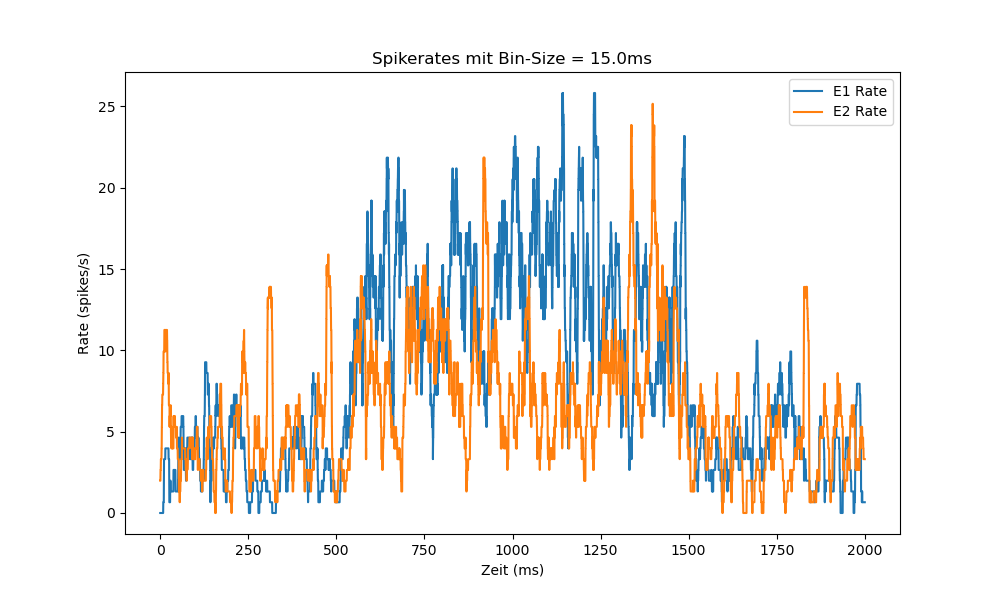 Spikerates mit Bin-Size = 15.0ms
E1 Rate
E2 Rate
Rate (spikes/s)
25
20
15
10
5
0
0 250 500 750 1000 1250 1500 1750 2000
Zeit (ms)